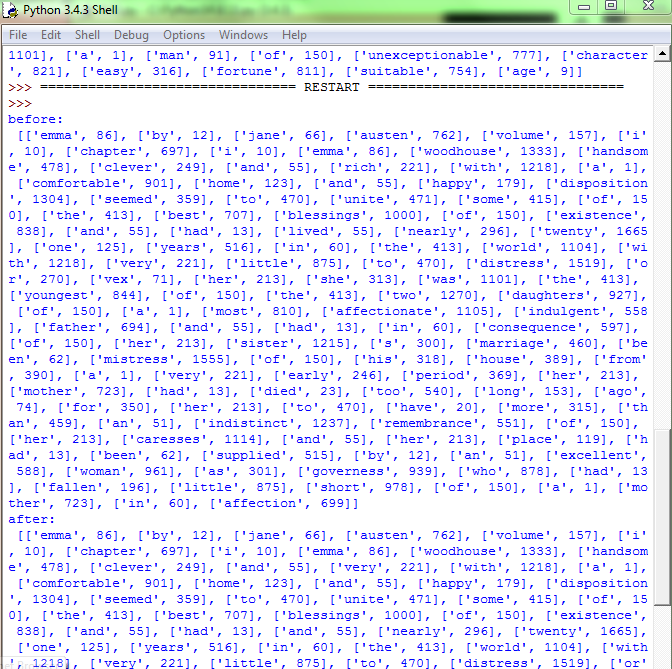 Python 3.4.3 Shell
File Edit Shell Debug Options Windows Help
1101], ['a', 1], ['man', 91], ['of', 150], ['unexceptionable', 777], ['character
', 821], ['easy', 316], ['fortune', 811], ['suitable', 754], ['age', 9]]
>>> ================================ RESTART ================================
>>>
before:
[['emma', 86], ['by', 12], ['jane', 66], ['austen', 762], ['volume', 157], ['i'
, 10], ['chapter', 697], ['i', 10], ['emma', 86], ['woodhouse', 1333], ['handsom
e', 478], ['clever', 249], ['and', 55], ['rich', 221], ['with', 1218], ['a', 1],
['comfortable', 901], ['home', 123], ['and', 55], ['happy', 179], ['disposition
', 1304], ['seemed', 359], ['to', 470], ['unite', 471], ['some', 415], ['of', 15
0], ['the', 413], ['best', 707], ['blessings', 1000], ['of', 150], ['existence',
838], ['and', 55], ['had', 13], ['lived', 55], ['nearly', 296], ['twenty', 1665]
, ['one', 125], ['years', 516], ['in', 60], ['the', 413], ['world', 1104], ['wi
th', 1218], ['very', 221], ['little', 875], ['to', 470], ['distress', 1519], ['o
r', 270], ['vex', 71], ['her', 213], ['she', 313], ['was', 1101], ['the', 413],
['youngest', 844], ['of', 150], ['the', 413], ['two', 1270], ['daughters', 927],
['of', 150], ['a', 1], ['most', 810], ['affectionate', 1105], ['indulgent', 558]
, ['father', 694], ['and', 55], ['had', 13], ['in', 60], ['consequence', 597],
['of', 150], ['her', 213], ['sister', 1215], ['s', 300], ['marriage', 460], ['be
en', 62], ['mistress', 1555], ['of', 150], ['his', 318], ['house', 389], ['from'
, 390], ['a', 1], ['very', 221], ['early', 246], ['period', 369], ['her', 213],
['mother', 723], ['had', 13], ['died', 23], ['too', 540], ['long', 153], ['ago',
74], ['for', 350], ['her', 213], ['to', 470], ['have', 20], ['more', 315], ['th
an', 459], ['an', 51], ['indistinct', 1237], ['remembrance', 551], ['of', 150],
['her', 213], ['caresses', 1114], ['and', 55], ['her', 213], ['place', 119], ['h
ad', 13], ['been', 62], ['supplied', 515], ['by', 12], ['an', 51], ['excellent',
588], ['woman', 961], ['as', 301], ['governess', 939], ['who', 878], ['had', 13
], ['fallen', 196], ['little', 875], ['short', 978], ['of', 150], ['a', 1], ['mo
ther', 723], ['in', 60], ['affection', 699]]
after:
[['emma', 86], ['by', 12], ['jane', 66], ['austen', 762], ['volume', 157], ['i'
, 10], ['chapter', 697], ['i', 10], ['emma', 86], ['woodhouse', 1333], ['handsom
e', 478], ['clever', 249], ['and', 55], ['very', 221], ['with', 1218], ['a', 1],
['comfortable', 901], ['home', 123], ['and', 55], ['happy', 179], ['disposition
', 1304], ['seemed', 359], ['to', 470], ['unite', 471], ['some', 415], ['of', 15
0], ['the', 413], ['best', 707], ['blessings', 1000], ['of', 150], ['existence',
838], ['and', 55], ['had', 13], ['and', 55], ['nearly', 296], ['twenty', 1665],
['one', 125], ['years', 516], ['in', 60], ['the', 413], ['world', 1104], ['with
', 1218], ['very', 221], ['little', 875], ['to', 470], ['distress', 1519], ['or'